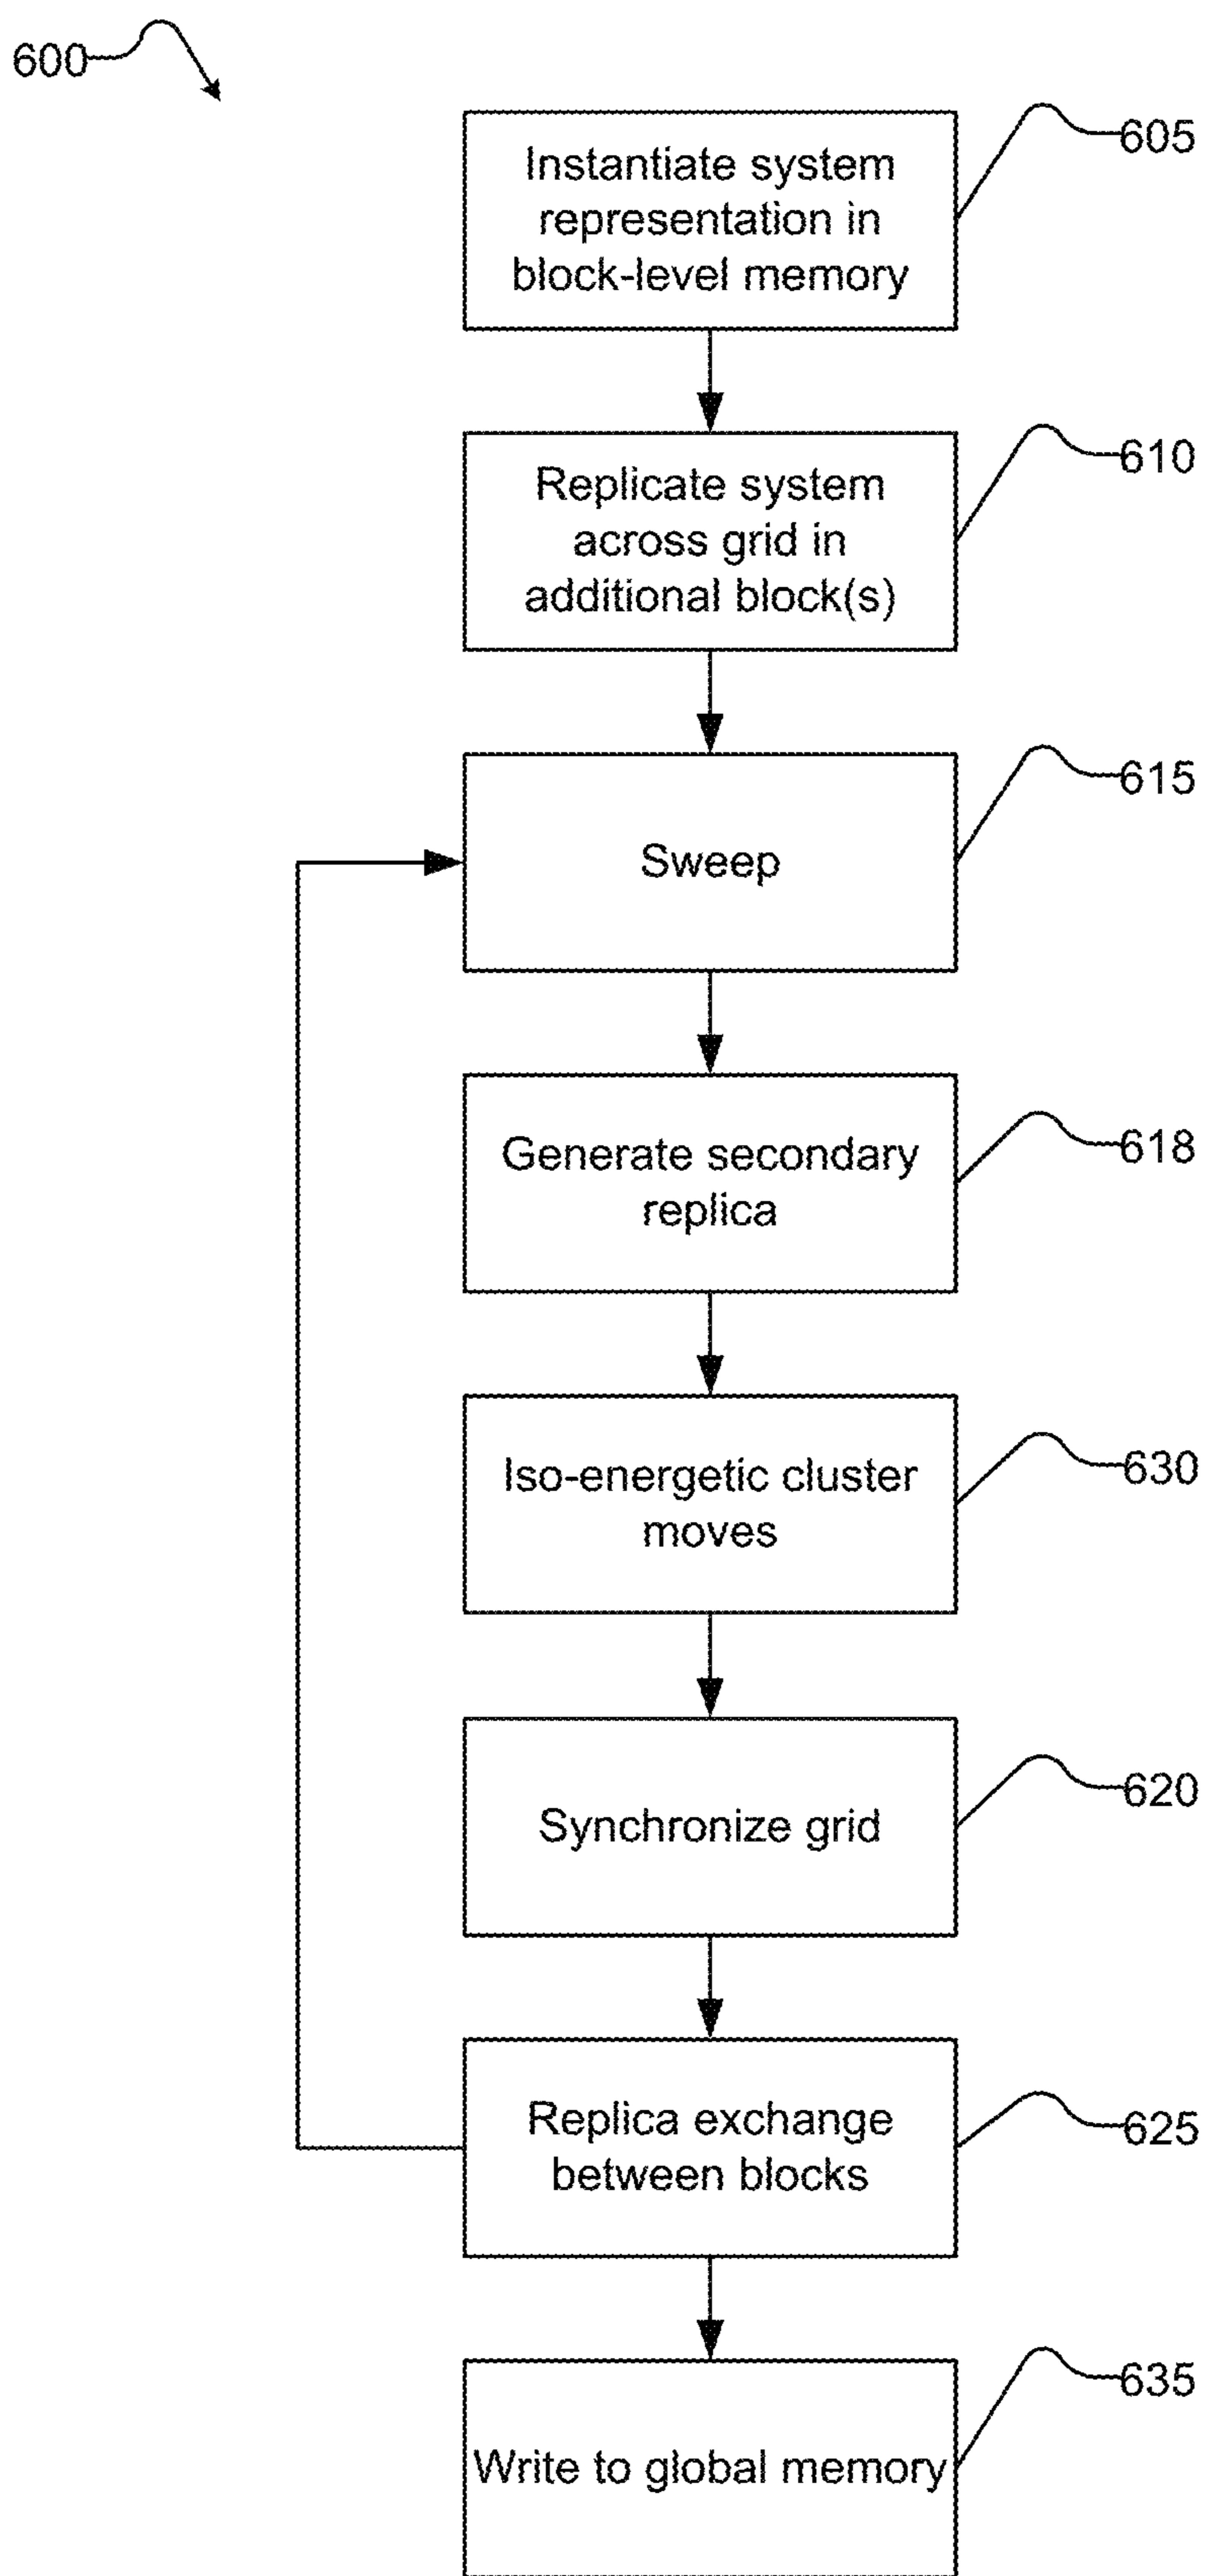 600
Instantiate system
representation in
block-level memory
605
Replicate system
across grid in
additional block(s)
610
Sweep
615
Generate secondary
replica
618
Iso-energetic cluster
moves
630
Synchronize grid
620
Replica exchange
between blocks
625
Write to global memory
635